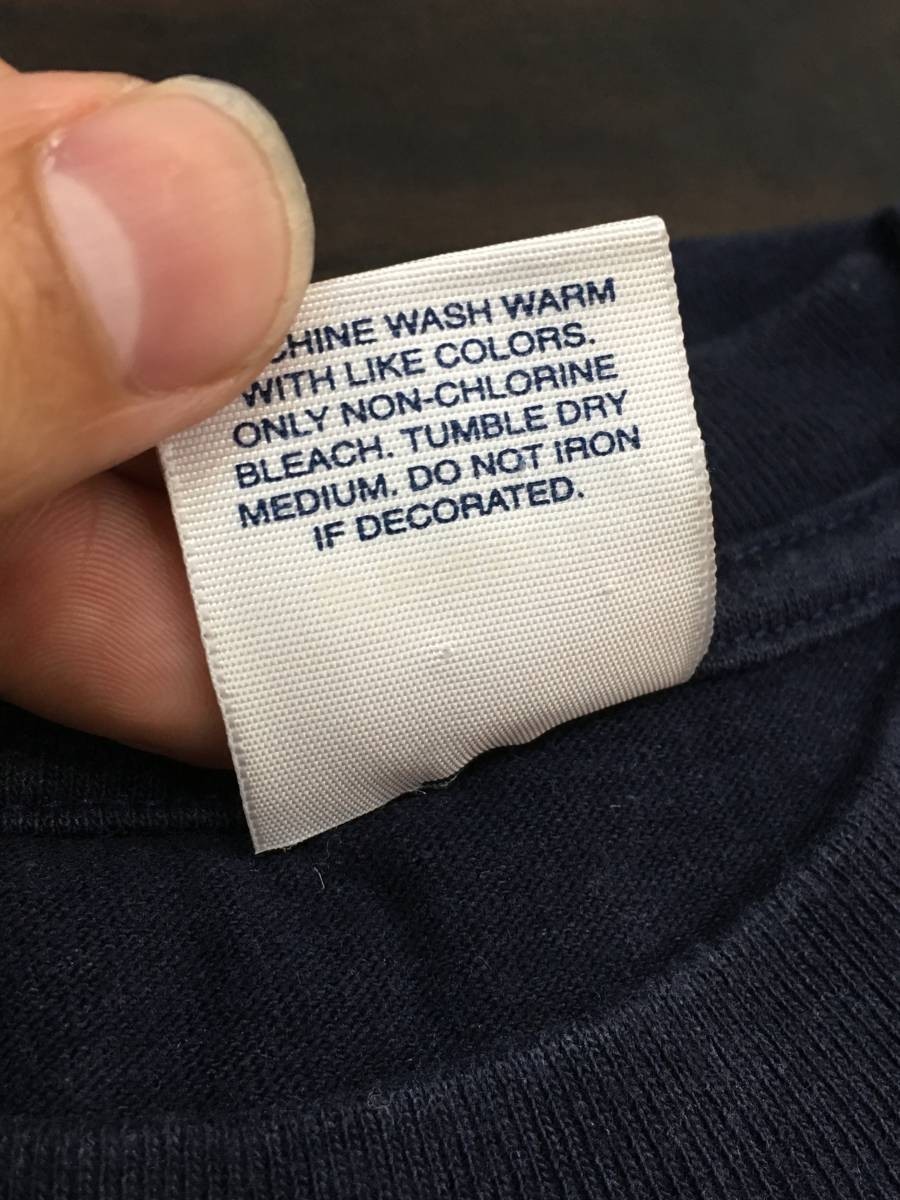 CHINE WASH WARM
WITH LIKE COLORS.
ONLY NON-CHLORINE
BLEACH. TUMBLE DRY
MEDIUM. DO NOT IRON
IF DECORATED.